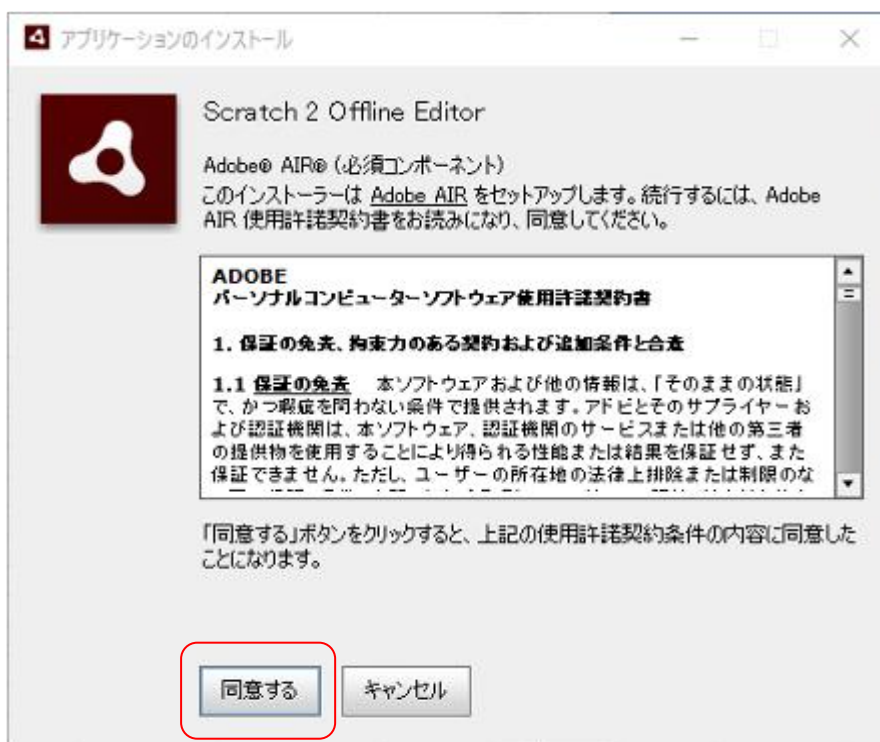 アプリケーションのインストール
Scratch 2 Offline Editor
Adobe® AIR® (必須コンポーネント)
このインストーラーは Adobe AIR をセットアップします。続行するには、Adobe
AIR 使用許諾契約書をお読みになり、同意してください。
ADOBE
パーソナルコンピューターソフトウェア使用許諾契約書
1. 保証の免責、拘束力のある契約および追加条件と合意
1.1 保証の免責 本ソフトウェアおよび他の情報は、「そのままの状態」
で、かつ瑕疵を問わない条件で提供されます。アドビとそのサプライヤーお
よび認証機関は、本ソフトウェア、認証機関のサービスまたは他の第三者
の提供物を使用することにより得られる性能または結果を保証せず、また
保証できません。ただし、ユーザーの所在地の法律上排除または制限のな
「同意する」ボタンをクリックすると、上記の使用許諾契約条件の内容に同意した
ことになります。
同意する
キャンセル